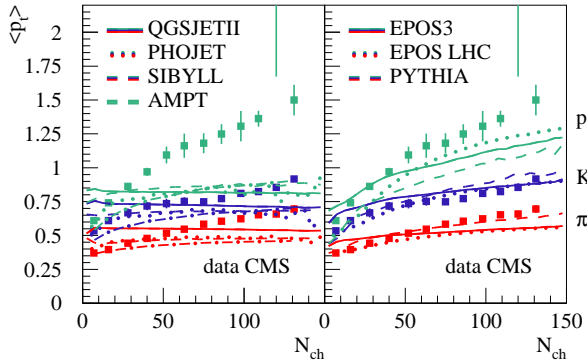 <p_t>
2
1.75
1.5
1.25
1
0.75
0.5
0.25
0
QGSJETII
PHOJET
SIBYLL
AMPT
data CMS
0 50 100
N_ch
EPOS3
EPOS LHC
PYTHIA
data CMS
p
K
π
0 50 100 150
N_ch